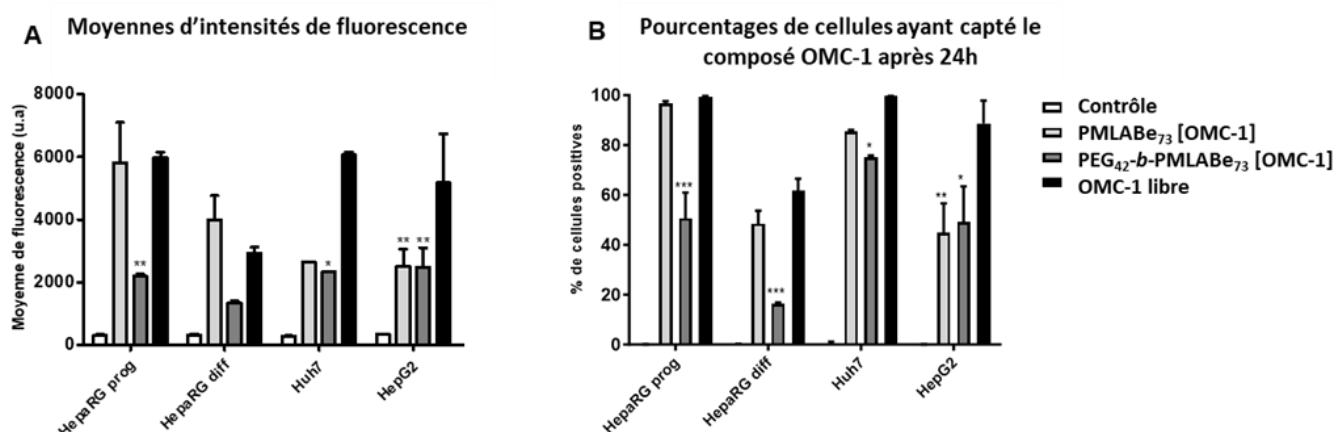 A
Moyennes d'intensités de fluorescence
8000
6000
4000
2000
0
Moyenne de fluorescence (u.a)
**
*
**
**
HepaRG prog
HepaRG diff
Huh7
HepG2
B
Pourcentages de cellules ayant capté le
composé OMC-1 après 24h
100
80
60
40
20
0
% de cellules positives
***
***
*
**
*
HepaRG prog
HepaRG diff
Huh7
HepG2
Contrôle
PMLABe73 [OMC-1]
PEG42-b-PMLABe73 [OMC-1]
OMC-1 libre